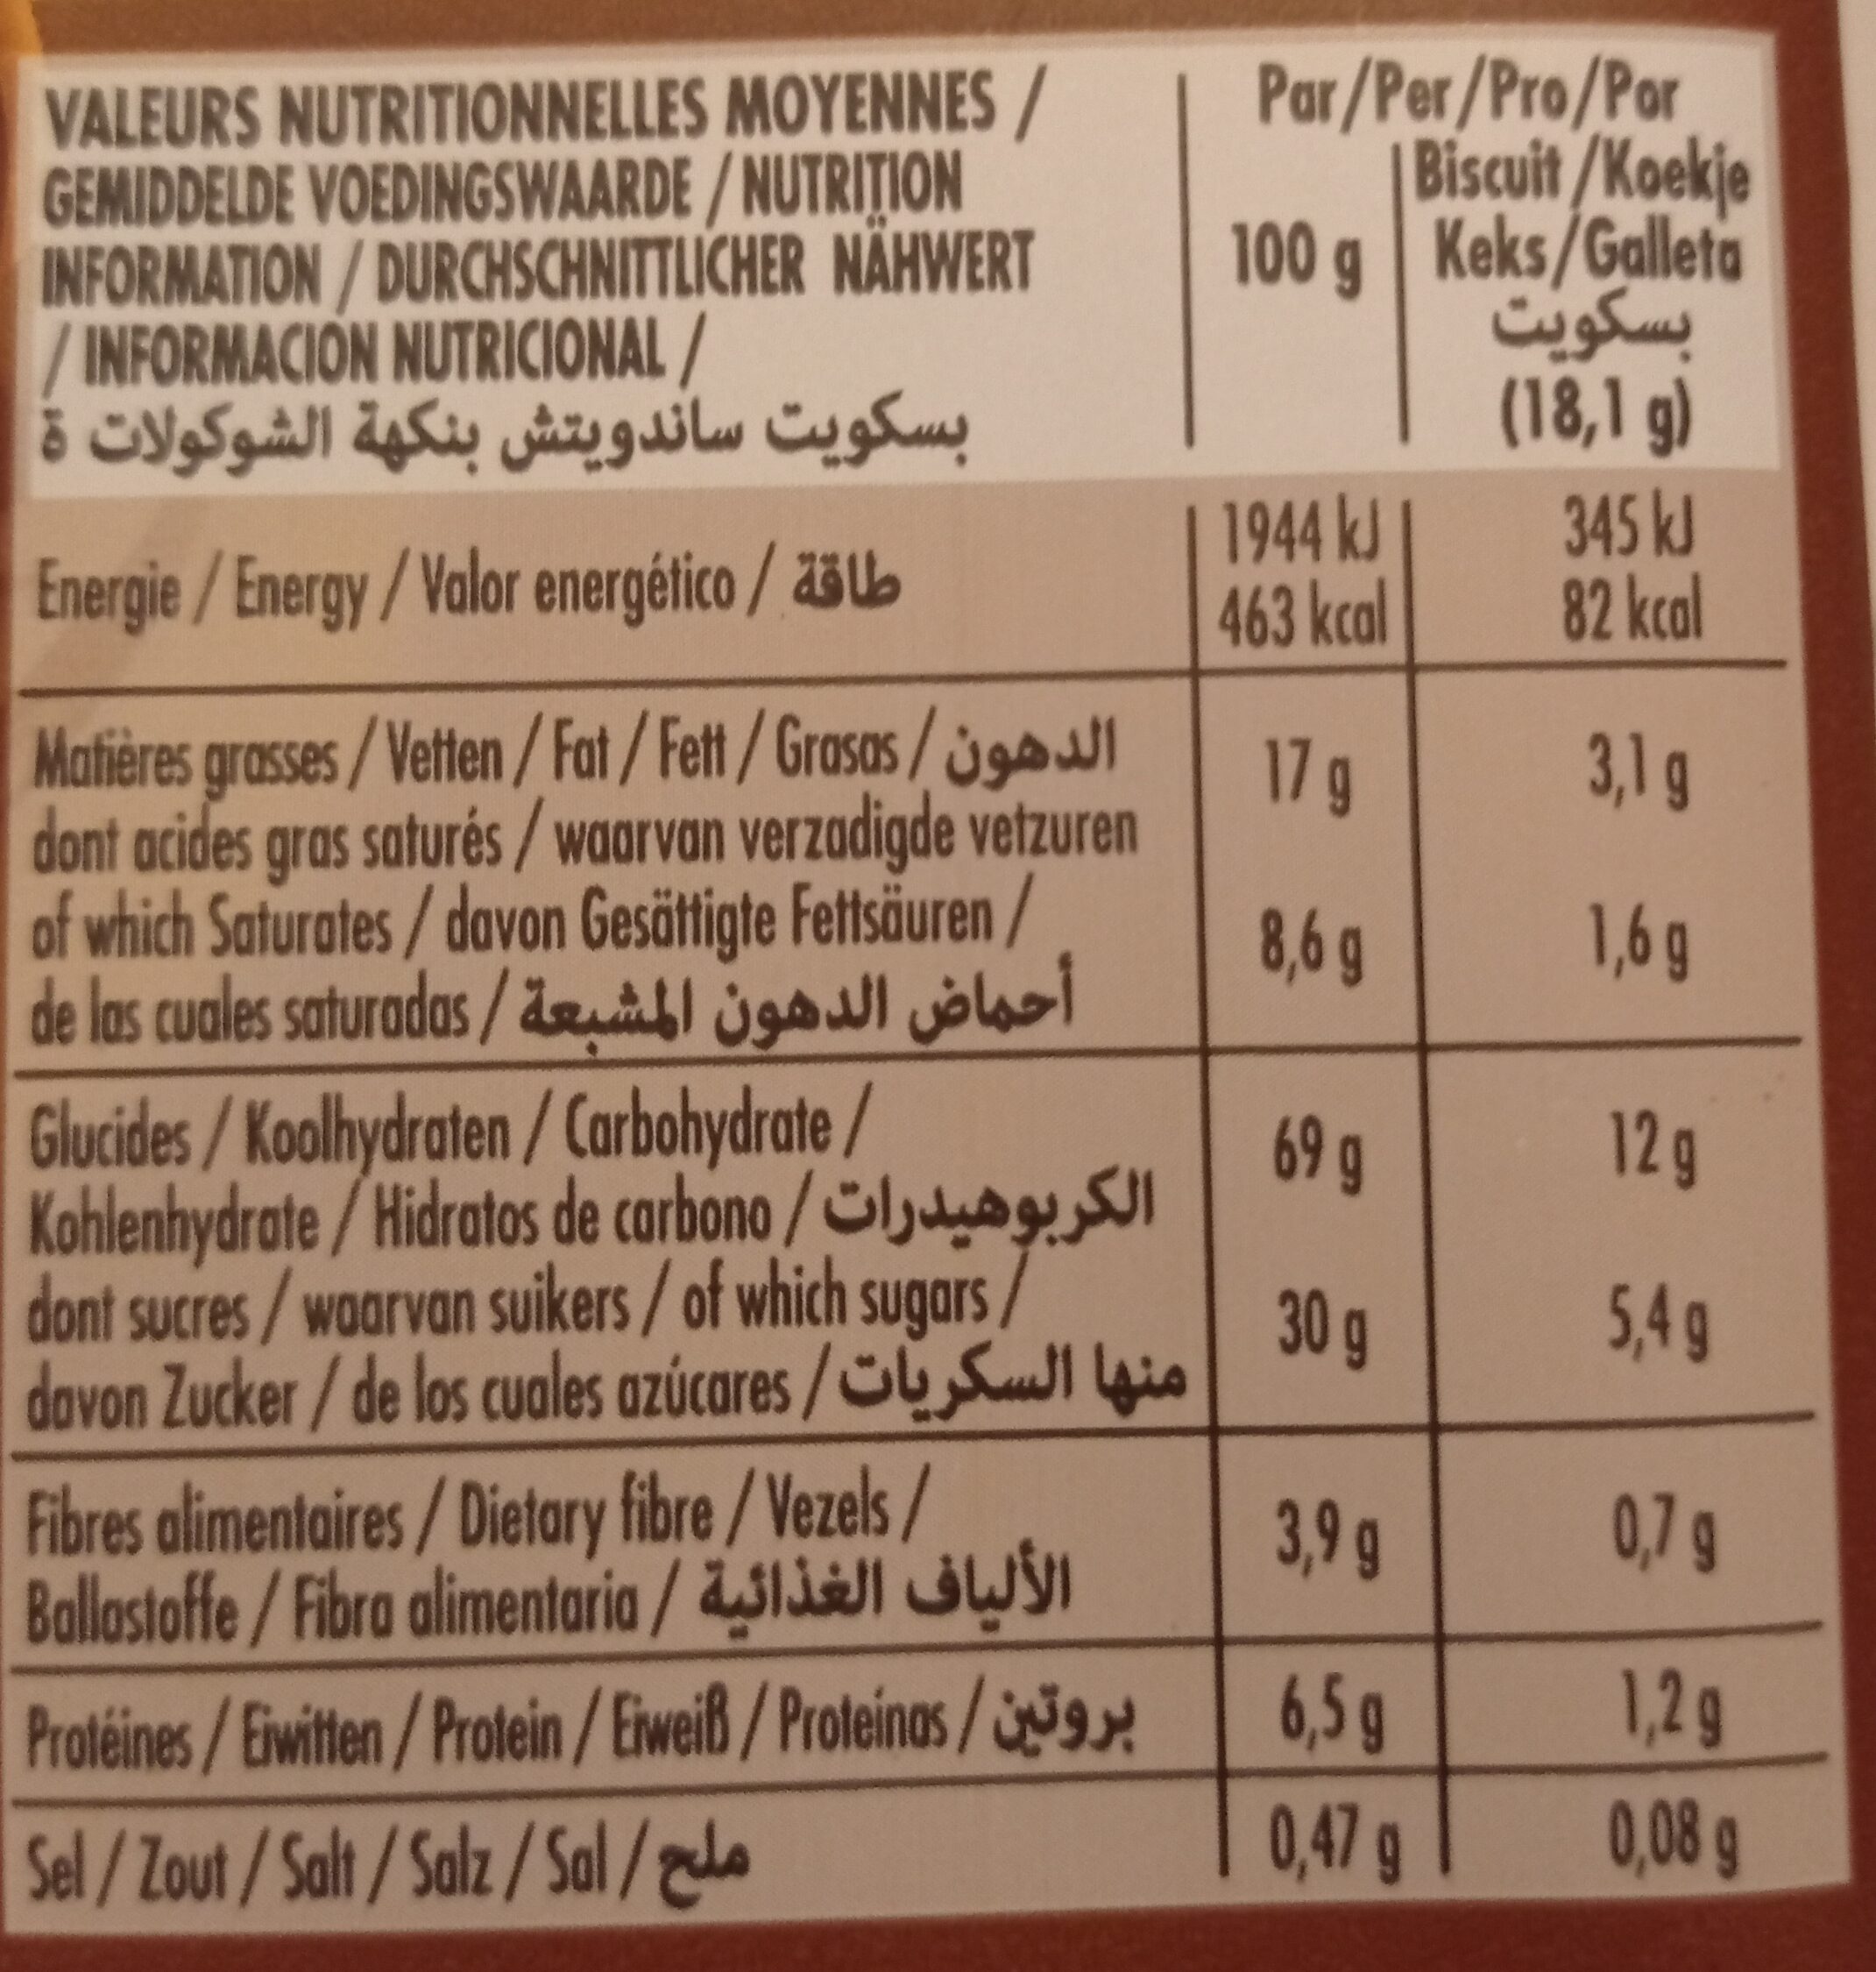 VALEURS NUTRITIONNELLES MOYENNES /
GEMIDDELDE VOEDINGSWAARDE / NUTRITION
INFORMATION / DURCHSCHNITTLICHER NÄHWERT
/ INFORMACION NUTRICIONAL /
بسكويت ساندويتش بنكهة الشوكولات ة
Par/Per/Pro/Por
100 g
Biscuit/Koekje
Keks/Galleta
بسكويت
(18,1 g)
Energie / Energy / Valor energético / طاقة
1944 kJ 345 kJ
463 kcal 82 kcal
Matières grasses / Vetten / Fat / Fett / Grasas / الدهون 17 g 3,1 g
dont acides gras saturés / waarvan verzadigde vetzuren
of which Saturates / davon Gesättigte Fettsäuren / 8,6 g 1,6 g
de las cuales saturadas / أحماض الدهون المشبعة
Glucides / Koolhydraten / Carbohydrate / 69 g 12 g
Kohlenhydrate / Hidratos de carbono / الكربوهيدرات
dont sucres / waarvan suikers / of which sugars / 30 g 5,4 g
davon Zucker / de los cuales azúcares / منها السكريات
Fibres alimentaires / Dietary fibre / Vezels / 3,9 g 0,7 g
Ballastoffe / Fibra alimentaria / الألياف الغذائية
Protéines / Eiwitten / Protein / Eiweiß / Proteínas / بروتين 6,5 g 1,2 g
Sel / Zout / Salt / Salz / Sal / ملح 0,47 g 0,08 g